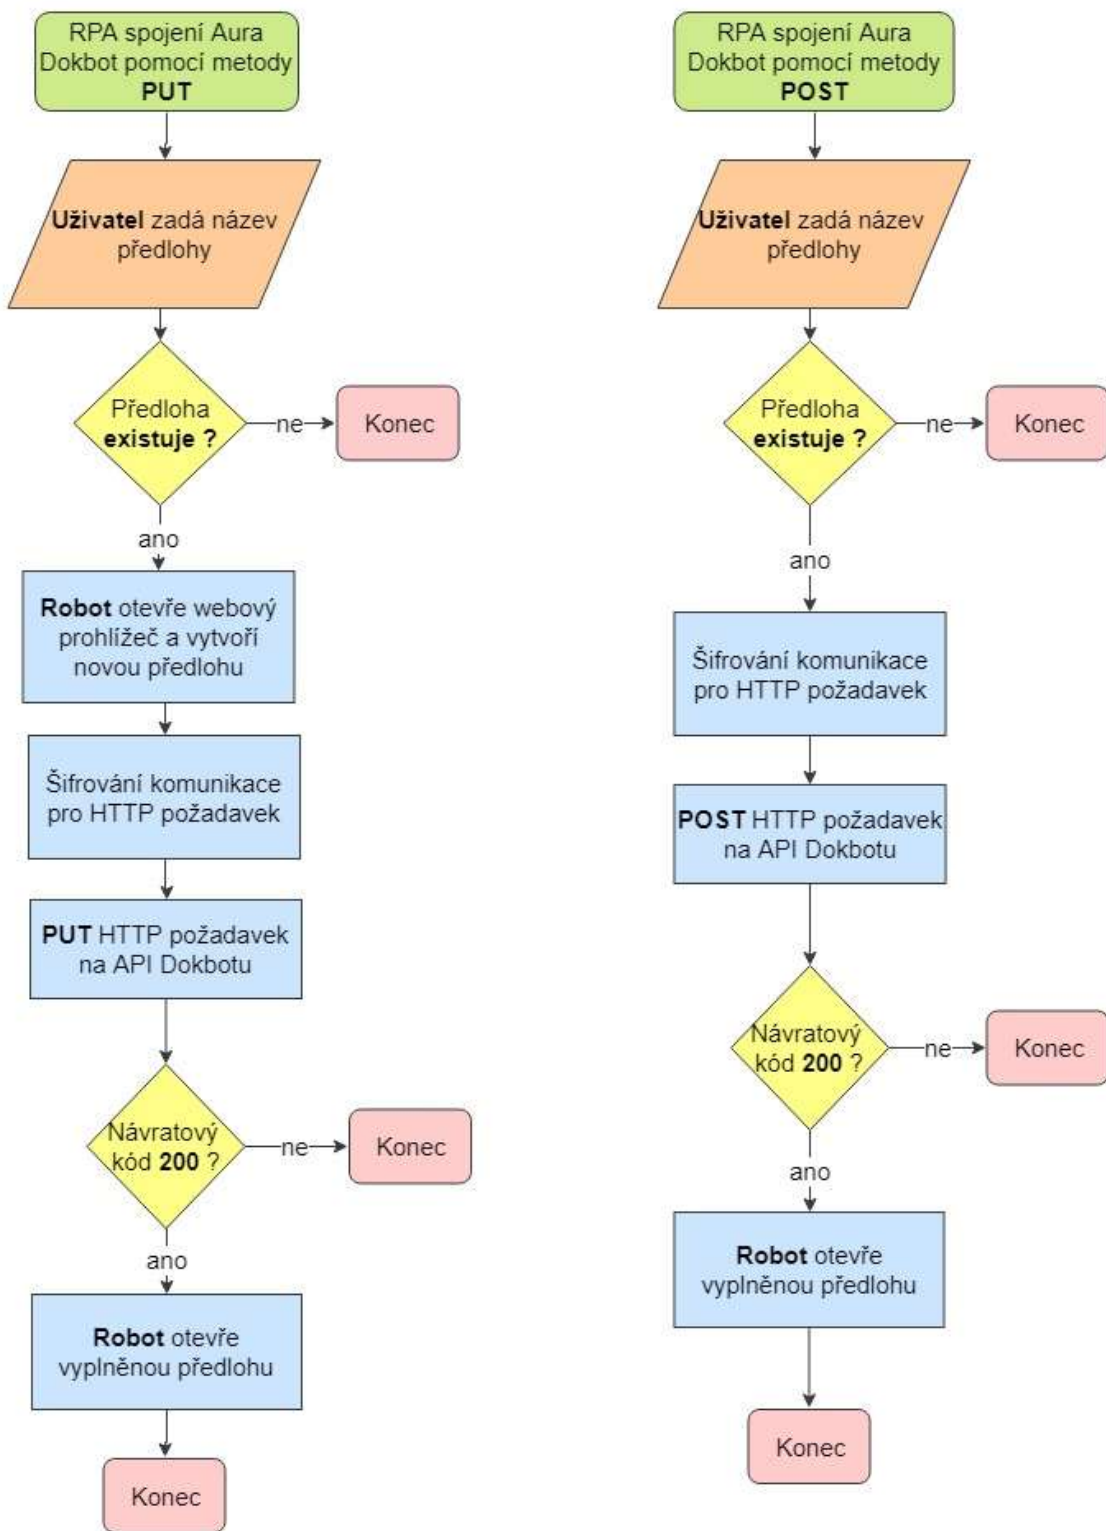 RPA spojení Aura
Dokbot pomocí metody
PUT
Uživatel zadá název
předlohy
Předloha
existuje ?
ne
Konec
ano
Robot otevře webový
prohlížeč a vytvoří
novou předlohu
Šifrování komunikace
pro HTTP požadavek
PUT HTTP požadavek
na API Dokbotu
Návratový
kód 200 ?
ne
Konec
ano
Robot otevře
vyplněnou předlohu
Konec
RPA spojení Aura
Dokbot pomocí metody
POST
Uživatel zadá název
předlohy
Předloha
existuje ?
ne
Konec
ano
Šifrování komunikace
pro HTTP požadavek
POST HTTP požadavek
na API Dokbotu
Návratový
kód 200 ?
ne
Konec
ano
Robot otevře
vyplněnou předlohu
Konec